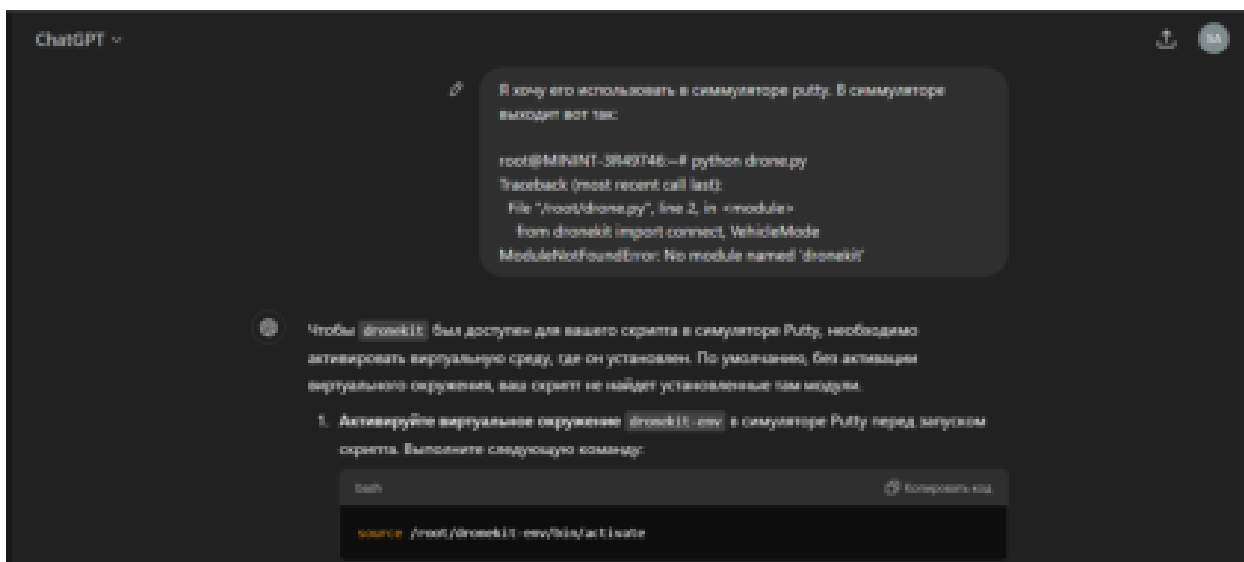 ChatGPT
Я хочу его использовать в симмуляторе putty. В симмуляторе
выходит вот так:
root@MININT-3849746:~# python drone.py
Traceback (most recent call last):
File "/root/drone.py", line 2, in <module>
from dronekit import connect, VehicleMode
ModuleNotFoundError: No module named 'dronekit'
Чтобы dronekit был доступен для вашего скрипта в симуляторе Putty, необходимо
активировать виртуальную среду, где он установлен. По умолчанию, без активации
виртуального окружения, ваш скрипт не найдет установленные там модули.
1. Активируйте виртуальное окружение dronekit-env в симуляторе Putty перед запуском
скрипта. Выполните следующую команду:
bash Копировать код
source /root/dronekit-env/bin/activate